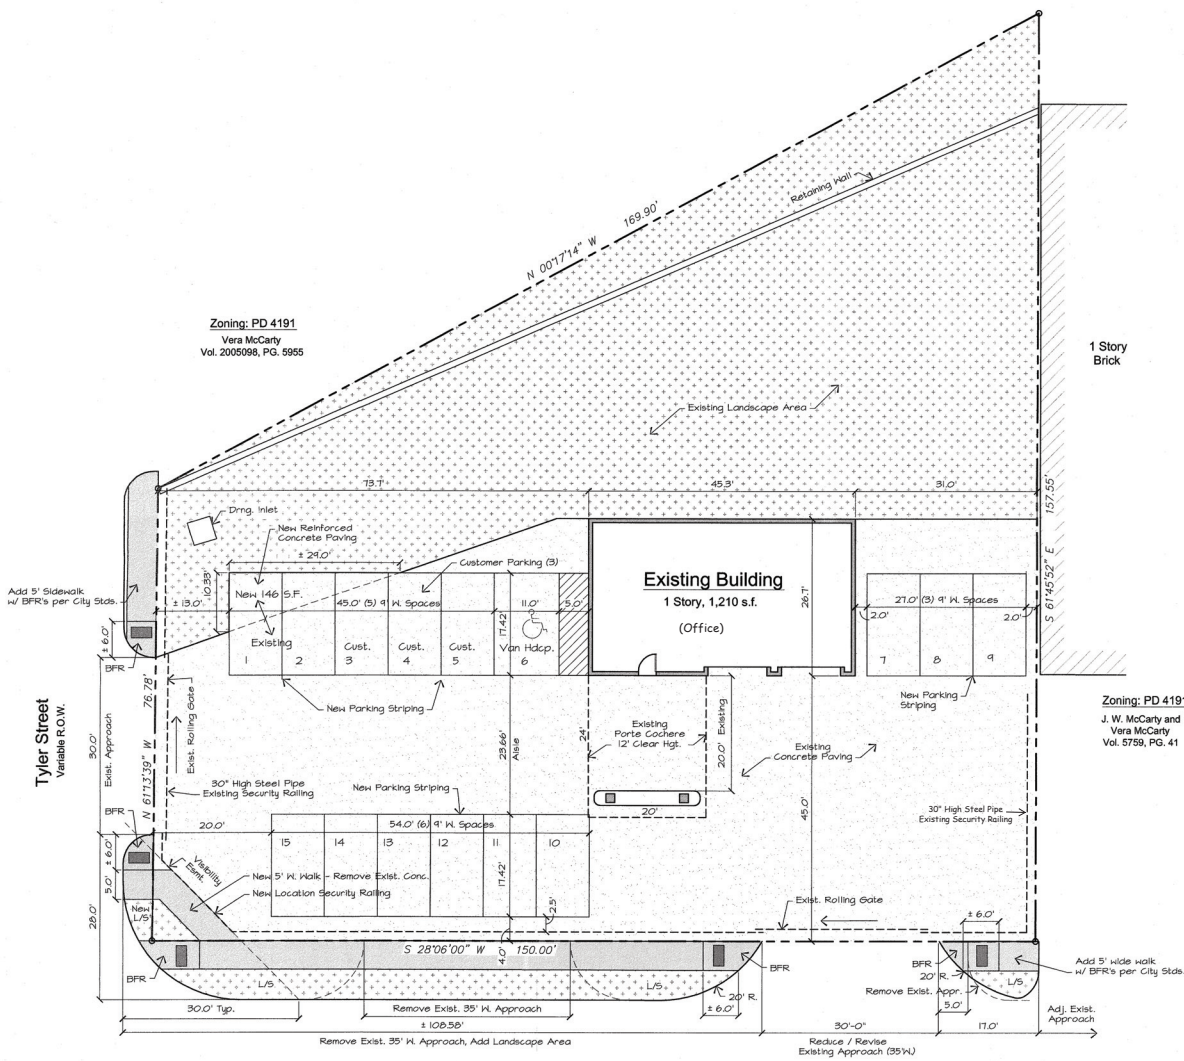 Retaining Wall
169.90'
N 00°17'14" W
Zoning: PD 4191
Vera McCarty
Vol. 2005098, PG. 5955
1 Story
Brick
Existing Landscape Area
73.7'
45.3'
31.0'
S 61°45'52" E 157.55'
Drng. Inlet
New Reinforced
Concrete Paving
± 29.0'
Customer Parking (3)
Add 5' Sidewalk
w/ BFR's per City Stds.
10.33'
New 146 S.F.
± 13.0'
45.0' (5) 9' W. Spaces
11.0'
5.0'
17.42'
Existing
1
2
Cust.
3
Cust.
4
Cust.
5
Van Hdcp.
6
Existing Building
1 Story, 1,210 s.f.
(Office)
26.7'
27.0' (3) 9' W. Spaces
2.0'
2.0'
7
8
9
± 6.0'
BFR
New Parking Striping
New Parking
Striping
Zoning: PD 4191
J. W. McCarty and
Vera McCarty
Vol. 5759, PG. 41
Tyler Street
Variable R.O.W.
30.0'
Exist. Approach
N 61°13'39" W 76.78'
Exist. Rolling Gate
23.66'
Aisle
24'
Existing
Porte Cochere
12' Clear Hgt.
20.0' Existing
Existing
Concrete Paving
30" High Steel Pipe
Existing Security Railing
New Parking Striping
20'
45.0'
30" High Steel Pipe
Existing Security Railing
BFR
20.0'
54.0' (6) 9' W. Spaces
15
14
13
12
11
10
17.42'
± 6.0'
5.0'
28.0'
Visibility
Esmt.
New 5' W. Walk - Remove Exist. Conc.
New Location Security Railing
New
L/S
2.5'
Exist. Rolling Gate
± 6.0'
S 28°06'00" W 150.00'
4.0'
BFR
BFR
BFR
Add 5' wide walk
w/ BFR's per City Stds.
L/S
L/S
L/S
20' R.
20' R.
Remove Exist. Appr.
30.0' Typ.
Remove Exist. 35' W. Approach
± 6.0'
5.0'
± 108.58'
30'-0"
17.0'
Adj. Exist.
Approach
Remove Exist. 35' W. Approach, Add Landscape Area
Reduce / Revise
Existing Approach (35'W.)